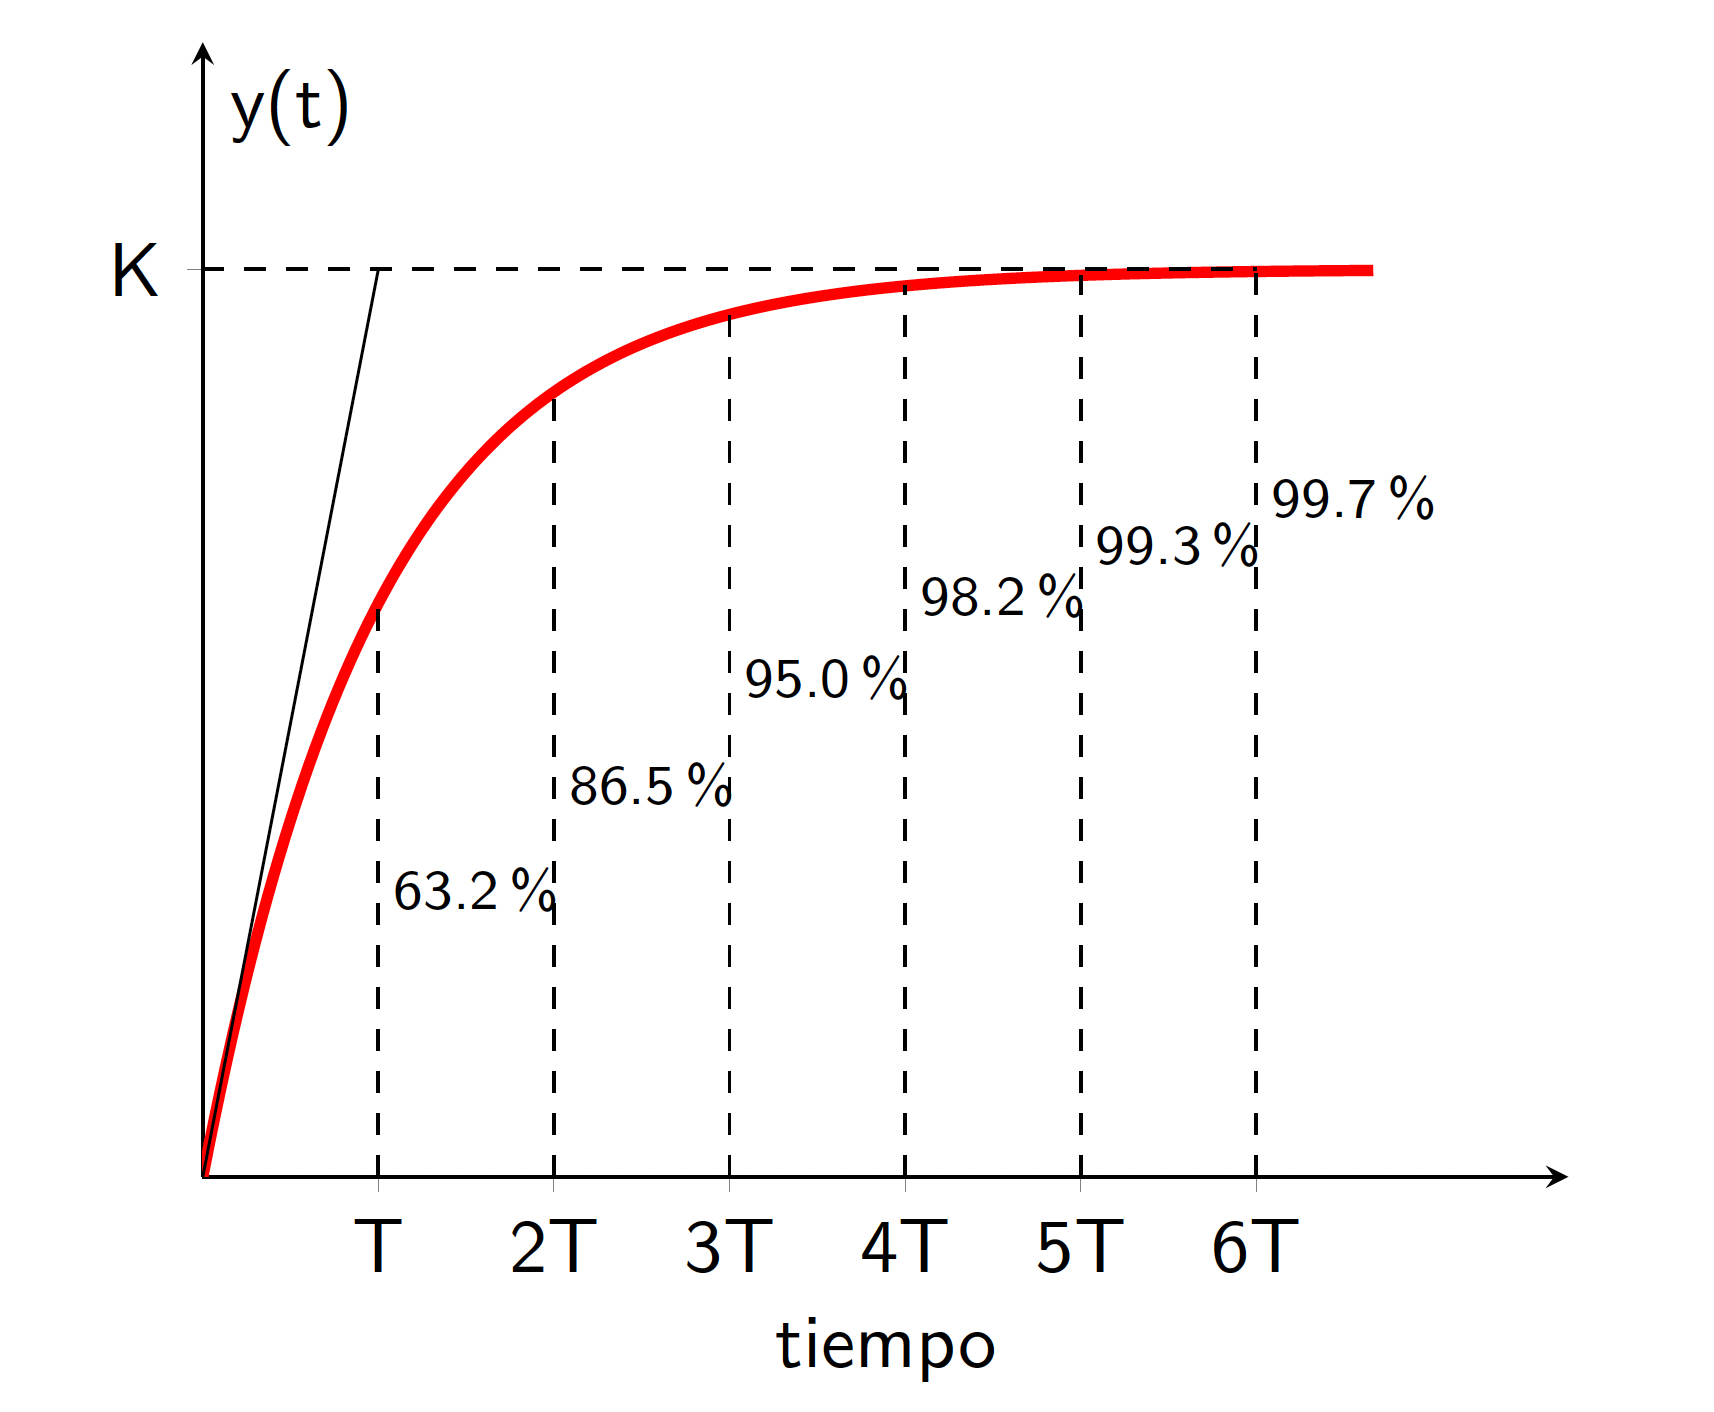 y(t)
K
99.7 %
99.3 %
98.2 %
95.0 %
86.5 %
63.2 %
T 2T 3T 4T 5T 6T
tiempo